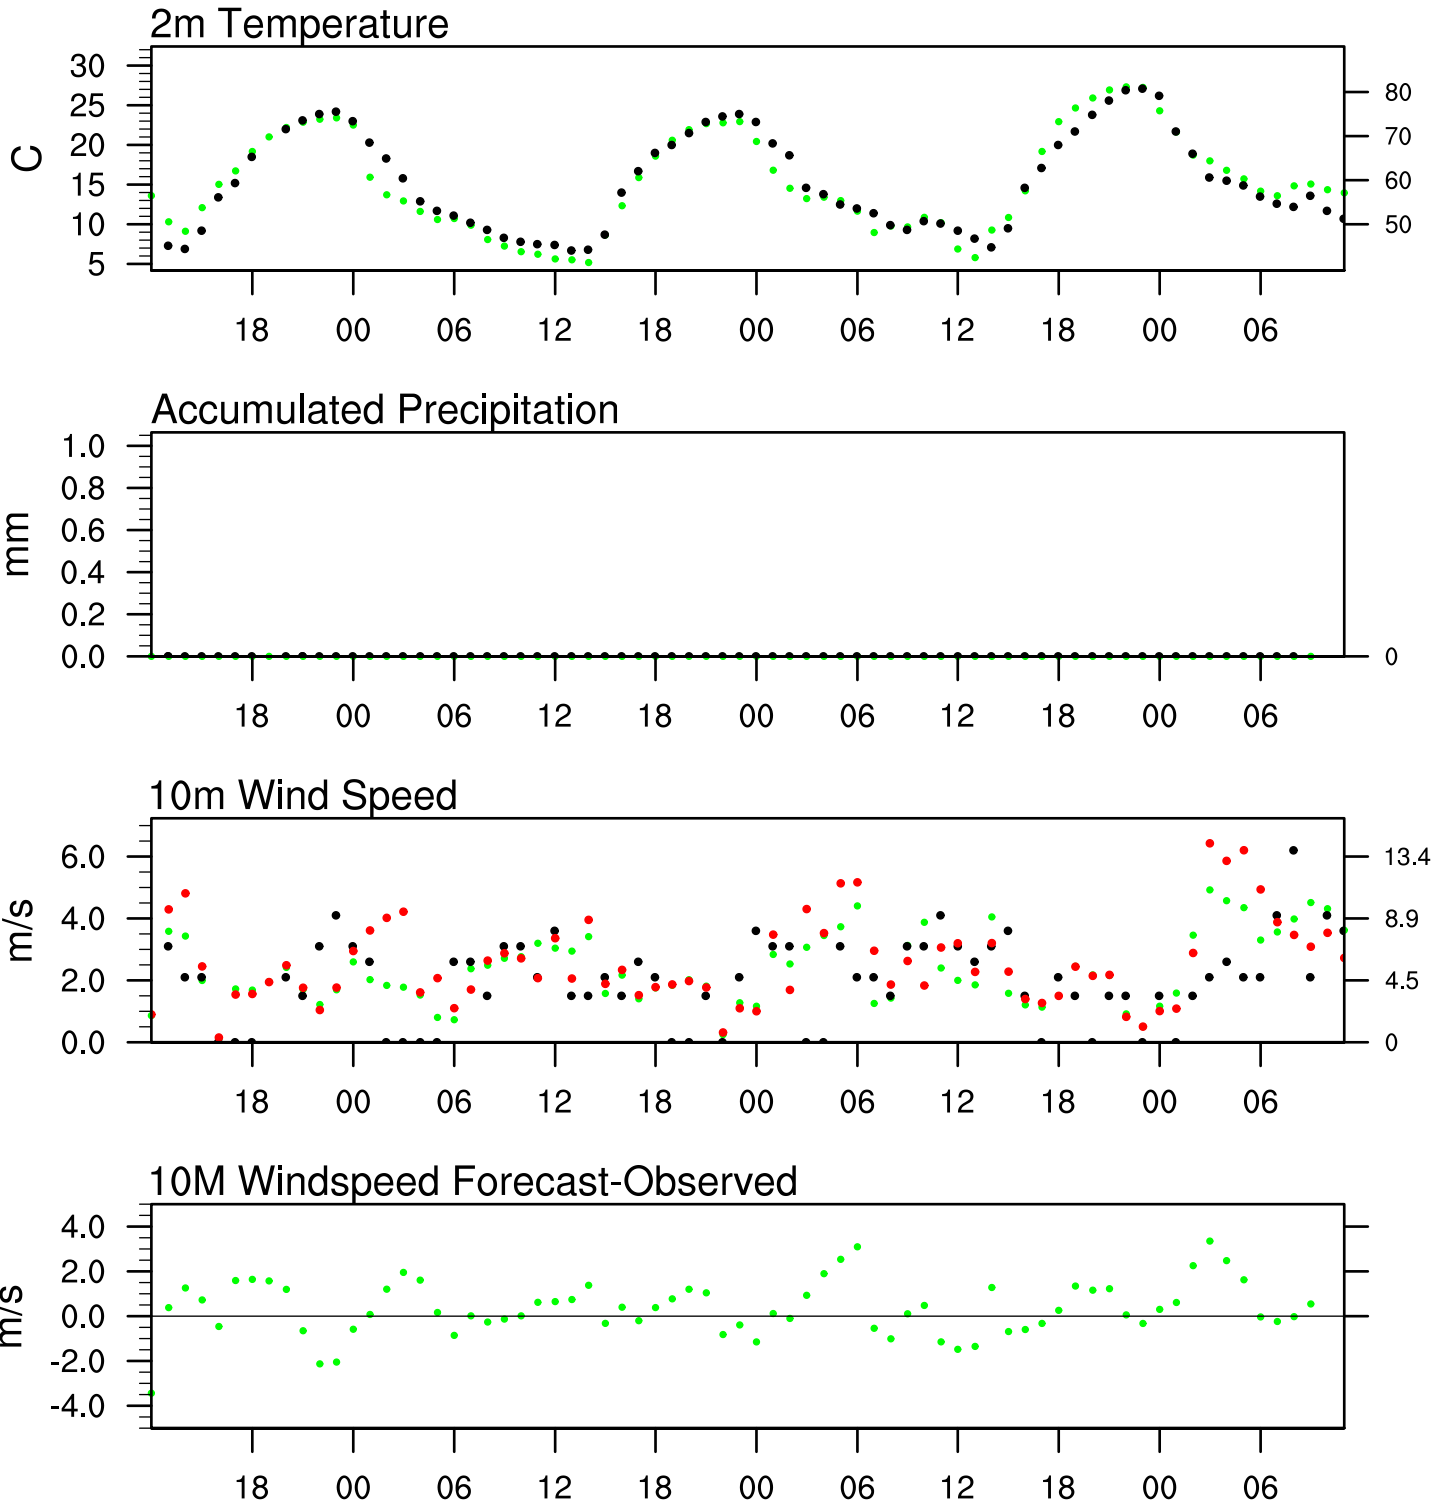 2m Temperature
30
25
20
15
10
5
C
80
70
60
50
18 00 06 12 18 00 06 12 18 00 06
Accumulated Precipitation
1.0
0.8
0.6
0.4
0.2
0.0
mm
0
18 00 06 12 18 00 06 12 18 00 06
10m Wind Speed
6.0
4.0
2.0
0.0
m/s
13.4
8.9
4.5
0
18 00 06 12 18 00 06 12 18 00 06
10M Windspeed Forecast-Observed
4.0
2.0
0.0
-2.0
-4.0
m/s
18 00 06 12 18 00 06 12 18 00 06